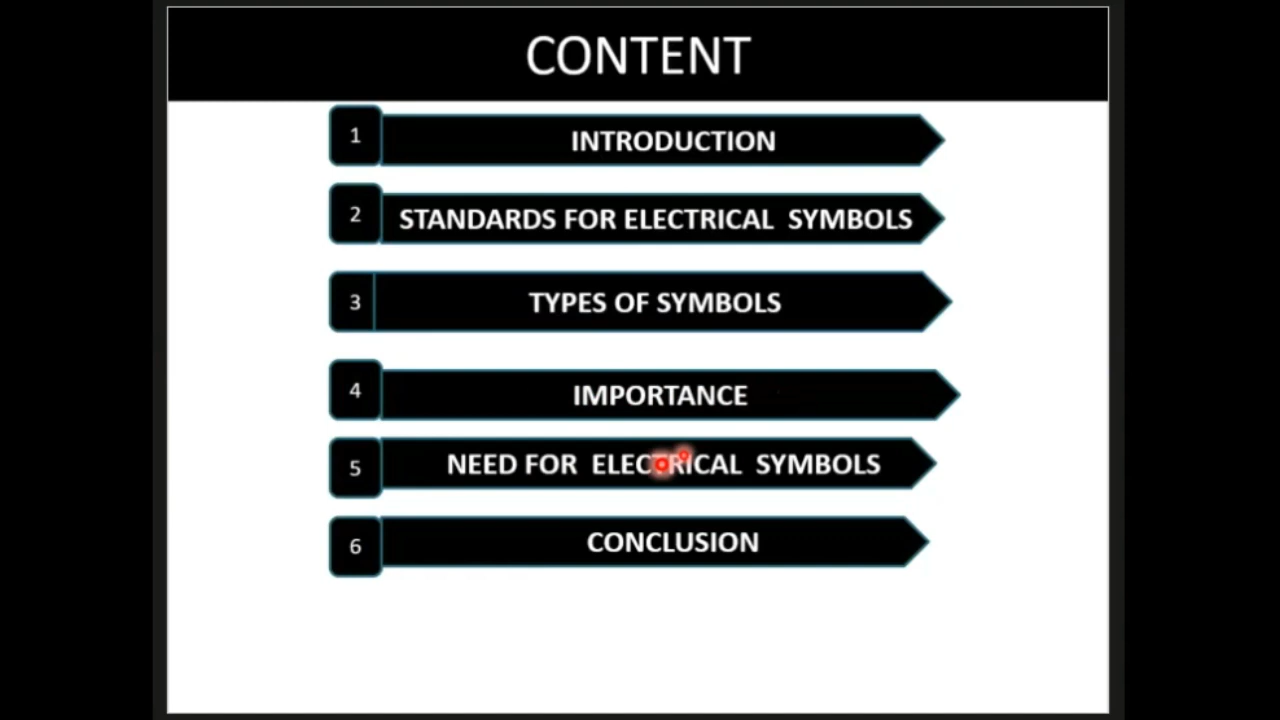 CONTENT
1 INTRODUCTION
2 STANDARDS FOR ELECTRICAL SYMBOLS
3 TYPES OF SYMBOLS
4 IMPORTANCE
5 NEED FOR ELECTRICAL SYMBOLS
6 CONCLUSION